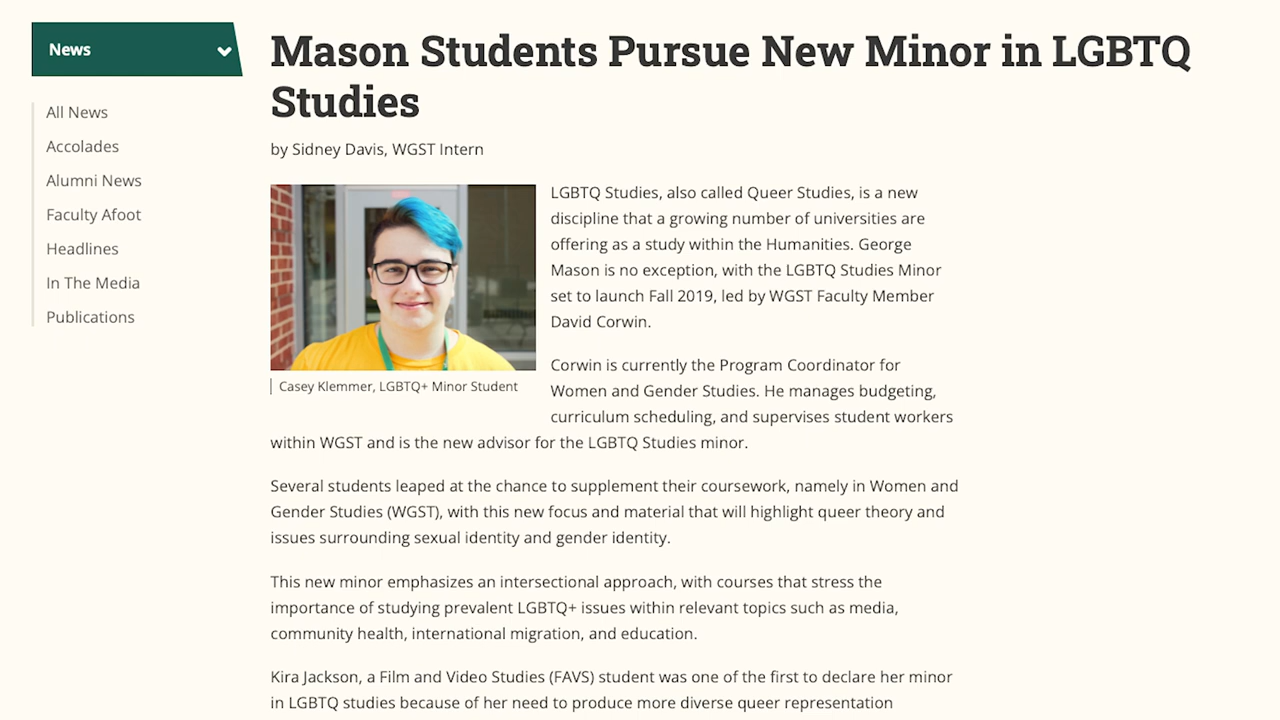 News
All News
Accolades
Alumni News
Faculty Afoot
Headlines
In The Media
Publications
Mason Students Pursue New Minor in LGBTQ
Studies
by Sidney Davis, WGST Intern
Casey Klemmer, LGBTQ+ Minor Student
LGBTQ Studies, also called Queer Studies, is a new
discipline that a growing number of universities are
offering as a study within the Humanities. George
Mason is no exception, with the LGBTQ Studies Minor
set to launch Fall 2019, led by WGST Faculty Member
David Corwin.
Corwin is currently the Program Coordinator for
Women and Gender Studies. He manages budgeting,
curriculum scheduling, and supervises student workers
within WGST and is the new advisor for the LGBTQ Studies minor.
Several students leaped at the chance to supplement their coursework, namely in Women and
Gender Studies (WGST), with this new focus and material that will highlight queer theory and
issues surrounding sexual identity and gender identity.
This new minor emphasizes an intersectional approach, with courses that stress the
importance of studying prevalent LGBTQ+ issues within relevant topics such as media,
community health, international migration, and education.
Kira Jackson, a Film and Video Studies (FAVS) student was one of the first to declare her minor
in LGBTQ studies because of her need to produce more diverse queer representation